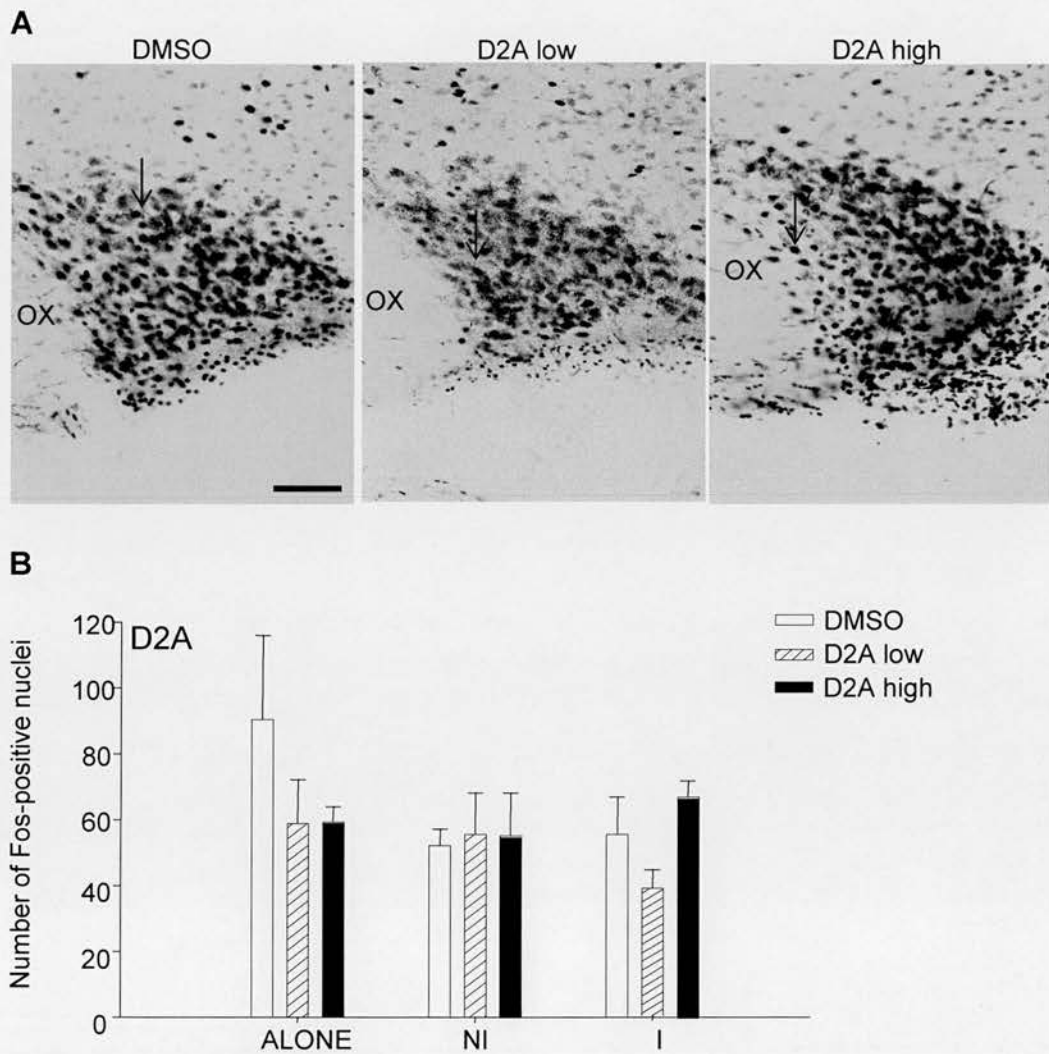 A
DMSO
D2A low
D2A high
OX
OX
OX
B
Number of Fos-positive nuclei
120
100
80
60
40
20
0
D2A
DMSO
D2A low
D2A high
ALONE
NI
I